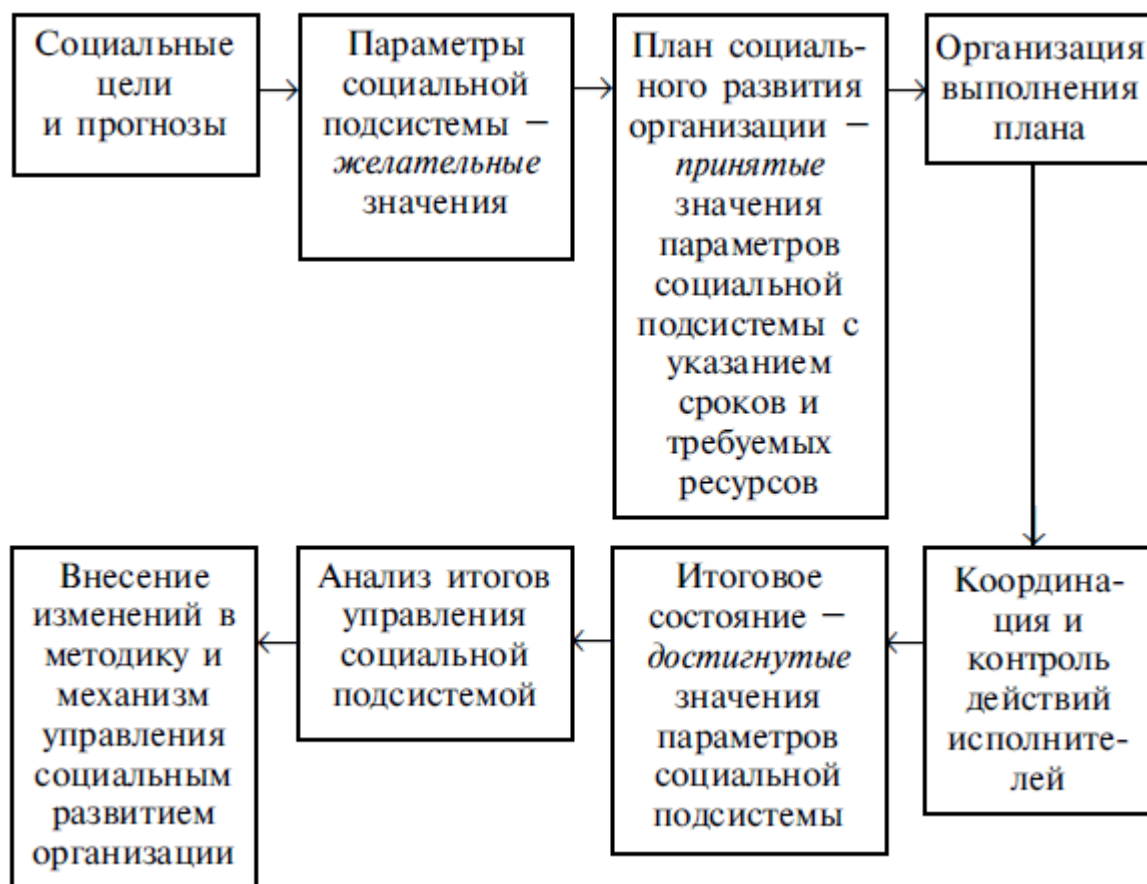 Социальные
цели
и прогнозы
Параметры
социальной
подсистемы –
желательные
значения
План социаль-
ного развития
организации –
принятые
значения
параметров
социальной
подсистемы с
указанием
сроков и
требуемых
ресурсов
Организация
выполнения
плана
Координа-
ция и
контроль
действий
исполните-
лей
Итоговое
состояние –
достигнутые
значения
параметров
социальной
подсистемы
Анализ итогов
управления
социальной
подсистемой
Внесение
изменений в
методику и
механизм
управления
социальным
развитием
организации